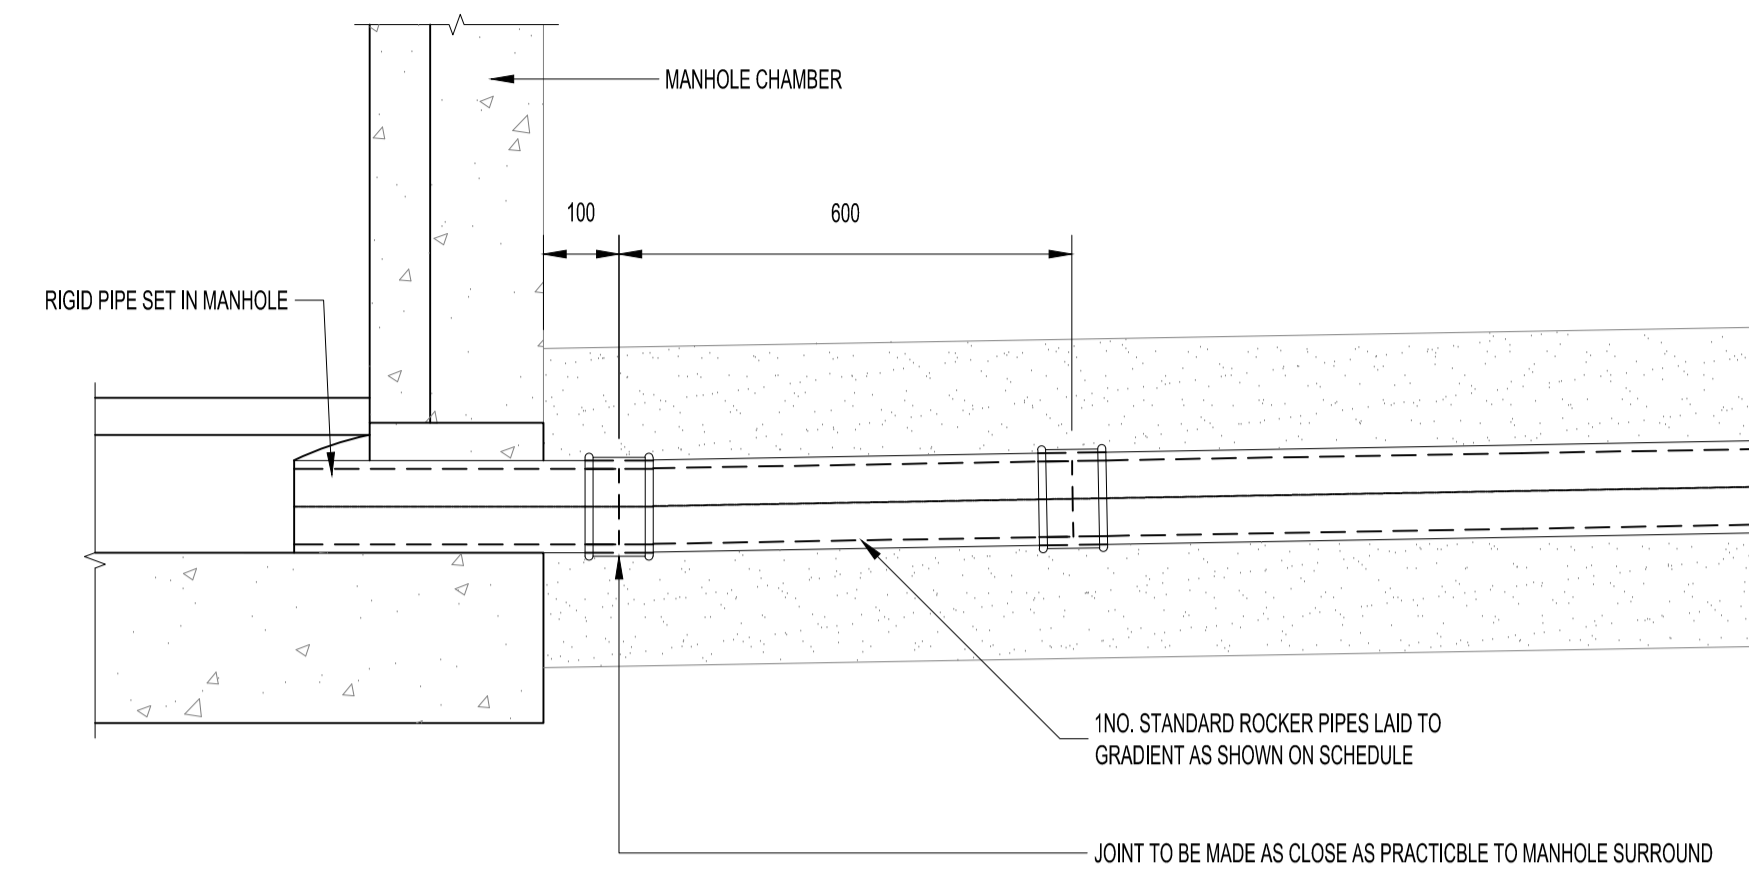 MANHOLE CHAMBER
100
600
RIGID PIPE SET IN MANHOLE
1NO. STANDARD ROCKER PIPES LAID TO
GRADIENT AS SHOWN ON SCHEDULE
JOINT TO BE MADE AS CLOSE AS PRACTICBLE TO MANHOLE SURROUND